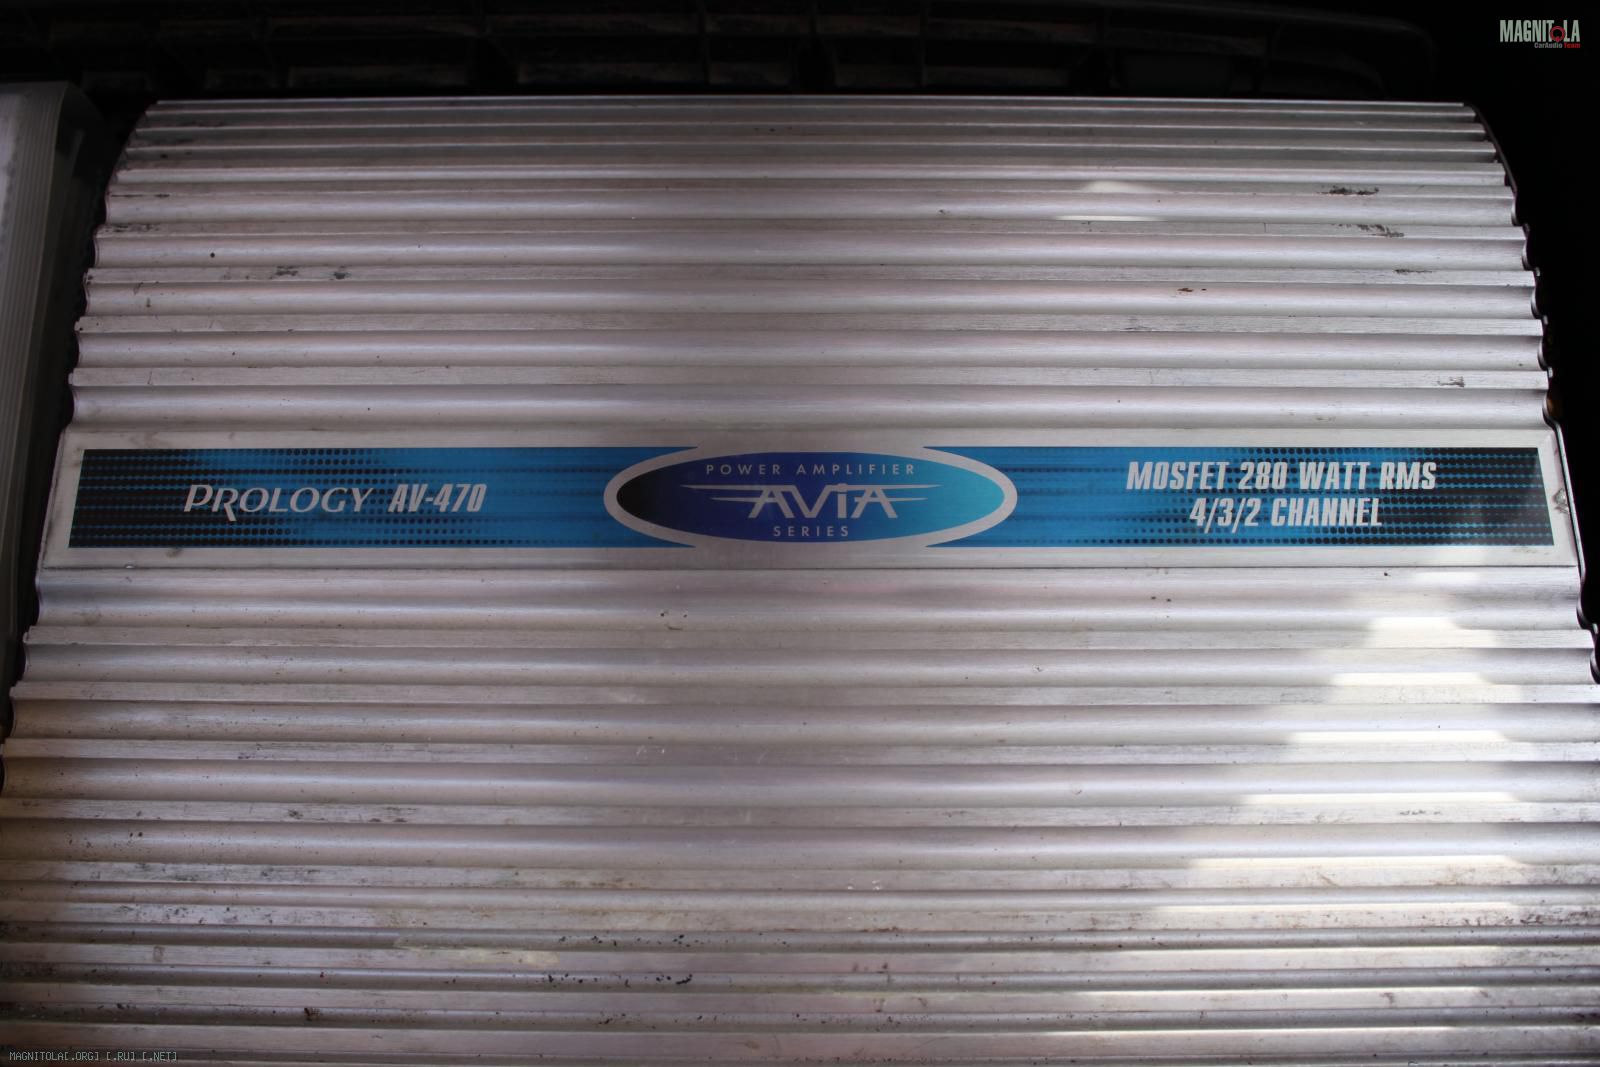 MAGNITOLA
CarAudio Team
PROLOGY AV-470
POWER AMPLIFIER
AVIA
SERIES
MOSFET 280 WATT RMS
4/3/2 CHANNEL
MAGNITOLA[.ORG] [.RU] [.NET]